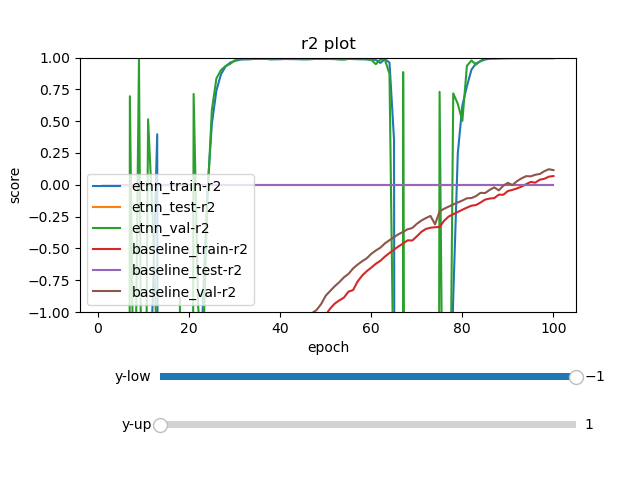 r2 plot
1.00
0.75
0.50
0.25
0.00
−0.25
−0.50
−0.75
−1.00
score
etnn_train-r2
etnn_test-r2
etnn_val-r2
baseline_train-r2
baseline_test-r2
baseline_val-r2
0 20 40 60 80 100
epoch
y-low −1
y-up 1